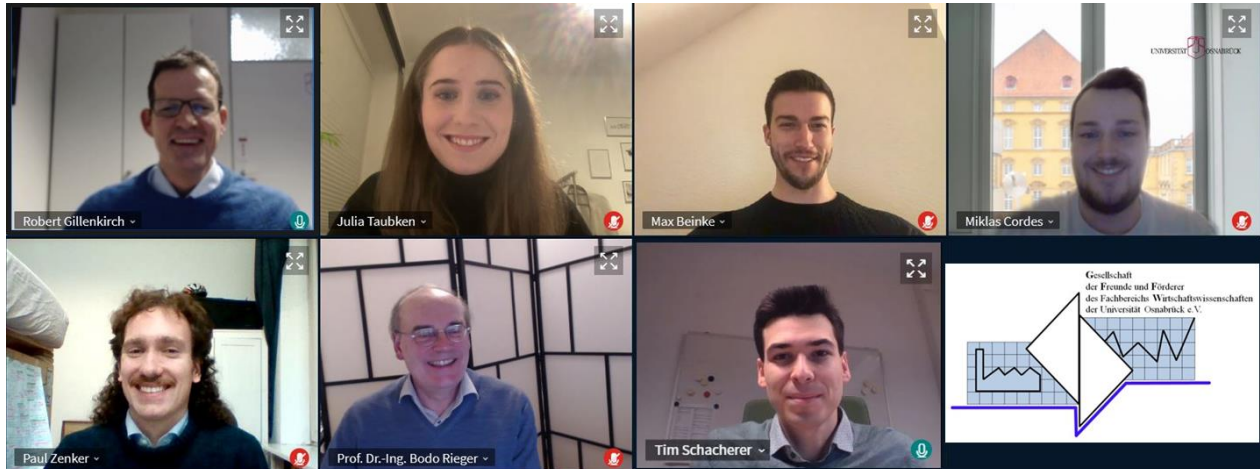 UNIVERSITÄT OSNABRÜCK
Robert Gillenkirch
Julia Taubken
Max Beinke
Miklas Cordes
Gesellschaft
der Freunde und Förderer
des Fachbereichs Wirtschaftswissenschaften
der Universität Osnabrück e.V.
Paul Zenker
Prof. Dr.-Ing. Bodo Rieger
Tim Schacherer